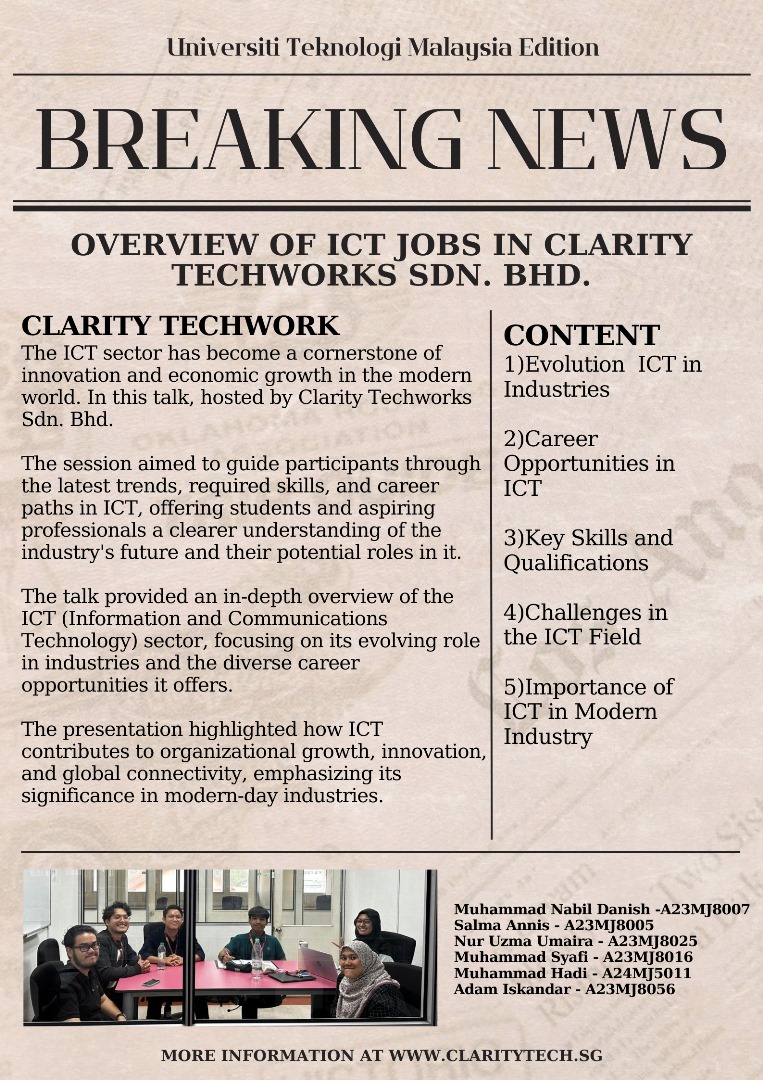 Universiti Teknologi Malaysia Edition
BREAKING NEWS
OVERVIEW OF ICT JOBS IN CLARITY
TECHWORKS SDN. BHD.
CLARITY TECHWORK
The ICT sector has become a cornerstone of
innovation and economic growth in the modern
world. In this talk, hosted by Clarity Techworks
Sdn. Bhd.
The session aimed to guide participants through
the latest trends, required skills, and career
paths in ICT, offering students and aspiring
professionals a clearer understanding of the
industry's future and their potential roles in it.
The talk provided an in-depth overview of the
ICT (Information and Communications
Technology) sector, focusing on its evolving role
in industries and the diverse career
opportunities it offers.
The presentation highlighted how ICT
contributes to organizational growth, innovation,
and global connectivity, emphasizing its
significance in modern-day industries.
CONTENT
1)Evolution  ICT in
Industries
2)Career
Opportunities in
ICT
3)Key Skills and
Qualifications
4)Challenges in
the ICT Field
5)Importance of
ICT in Modern
Industry
Muhammad Nabil Danish -A23MJ8007
Salma Annis - A23MJ8005
Nur Uzma Umaira - A23MJ8025
Muhammad Syafi - A23MJ8016
Muhammad Hadi - A24MJ5011
Adam Iskandar - A23MJ8056
MORE INFORMATION AT WWW.CLARITYTECH.SG